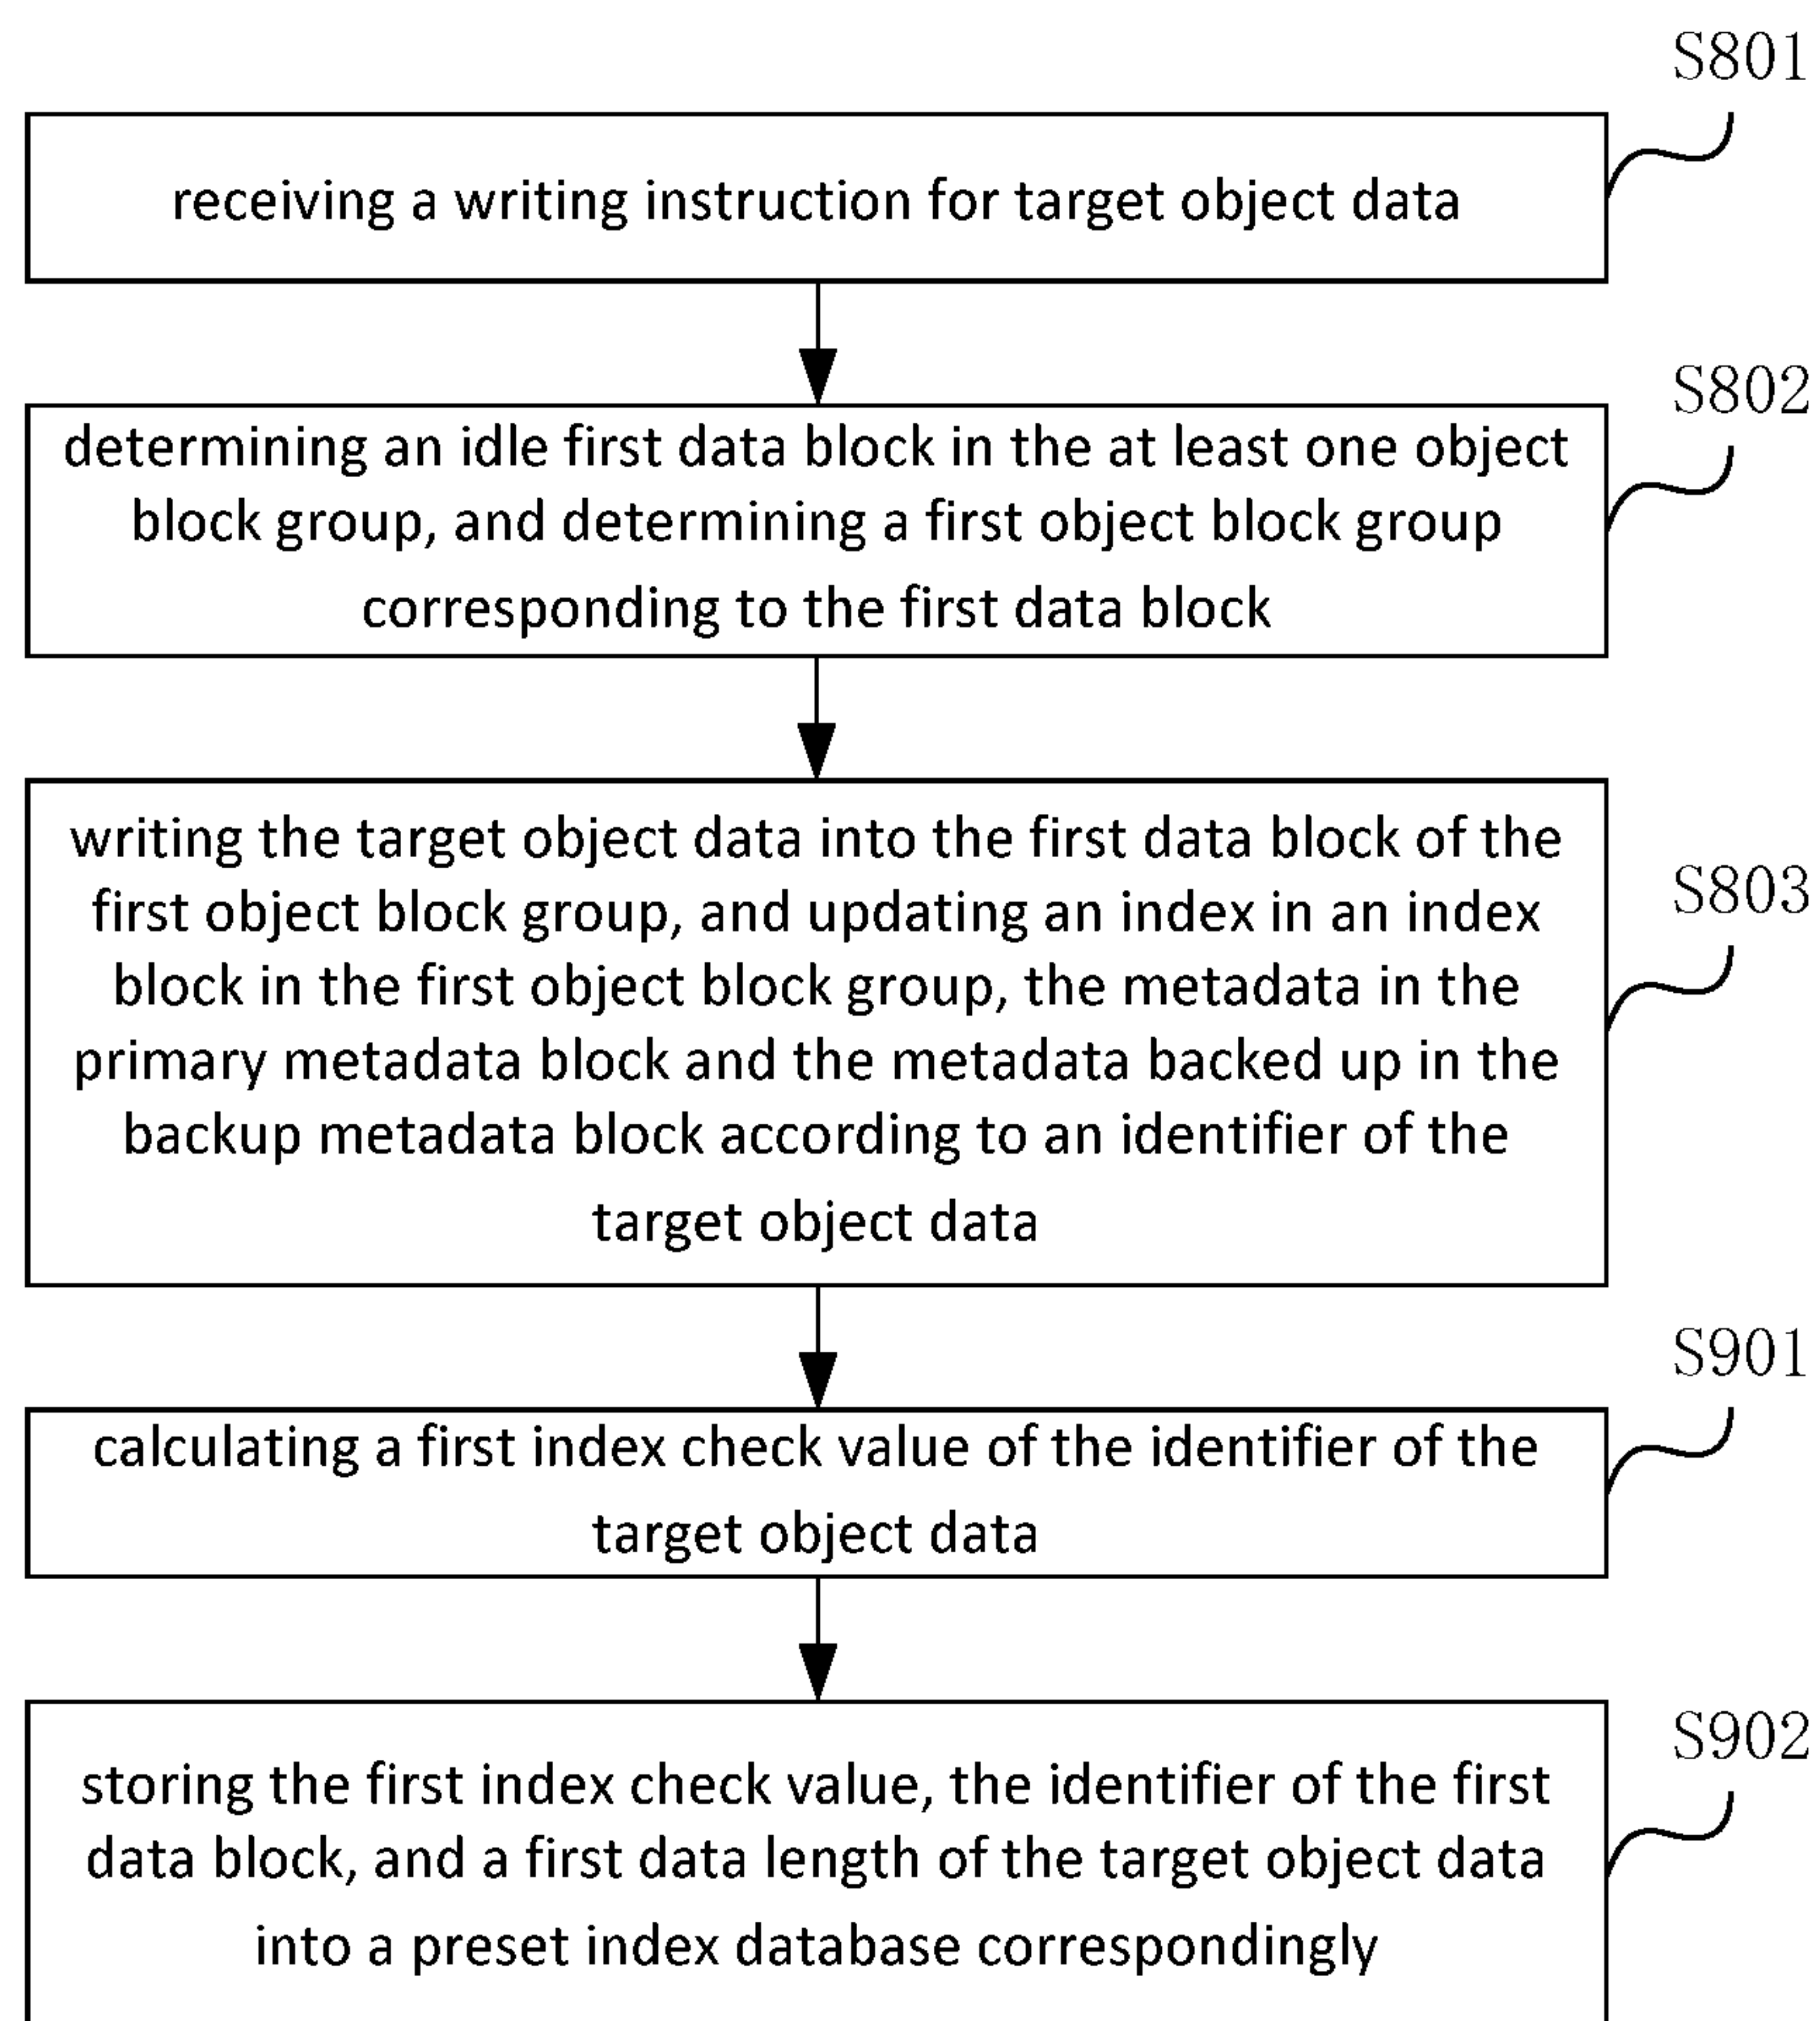 S801
receiving a writing instruction for target object data
S802
determining an idle first data block in the at least one object
block group, and determining a first object block group
corresponding to the first data block
S803
writing the target object data into the first data block of the
first object block group, and updating an index in an index
block in the first object block group, the metadata in the
primary metadata block and the metadata backed up in the
backup metadata block according to an identifier of the
target object data
S901
calculating a first index check value of the identifier of the
target object data
S902
storing the first index check value, the identifier of the first
data block, and a first data length of the target object data
into a preset index database correspondingly